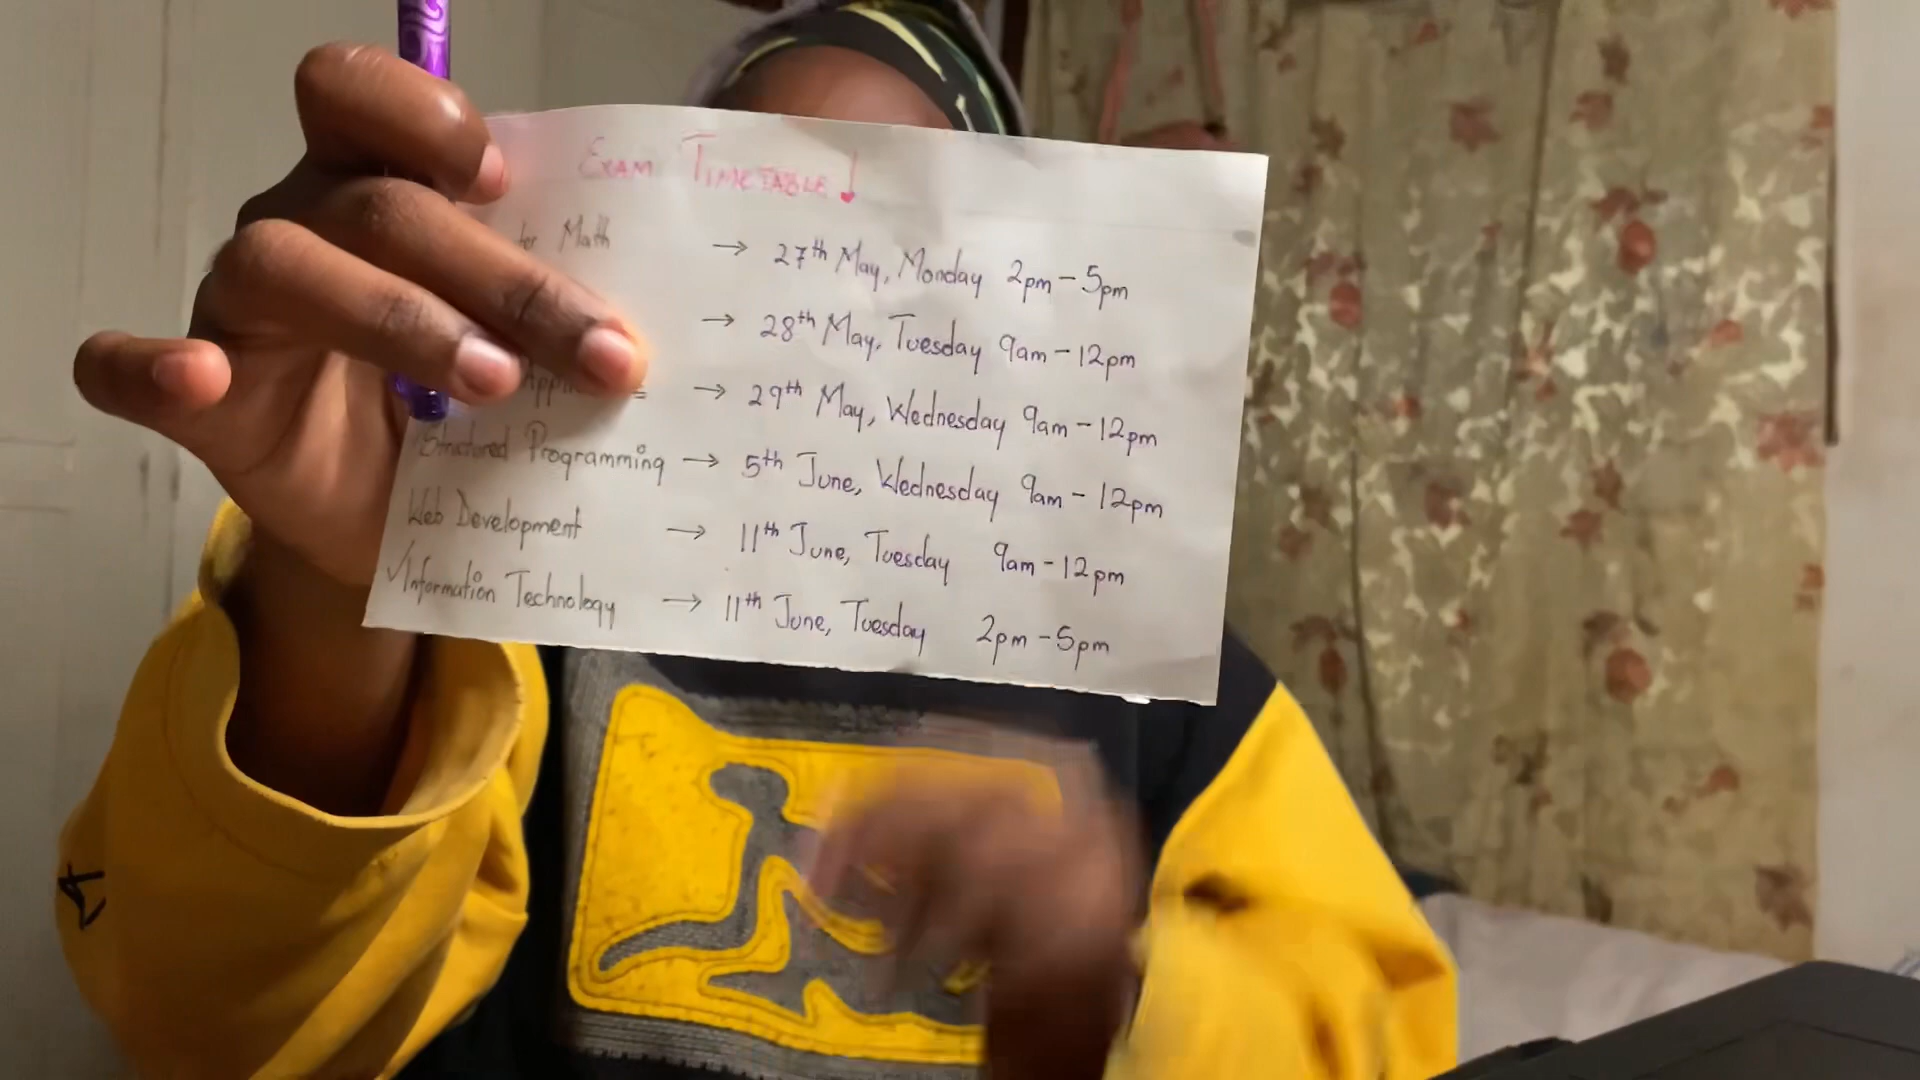 EXAM TIMETABLE!
ter Math → 27th May, Monday 2pm - 5pm
→ 28th May, Tuesday 9am - 12pm
→ 29th May, Wednesday 9am - 12pm
Structured Programming → 5th June, Wednesday 9am - 12pm
Web Development → 11th June, Tuesday 9am - 12pm
✓Information Technology → 11th June, Tuesday 2pm - 5pm